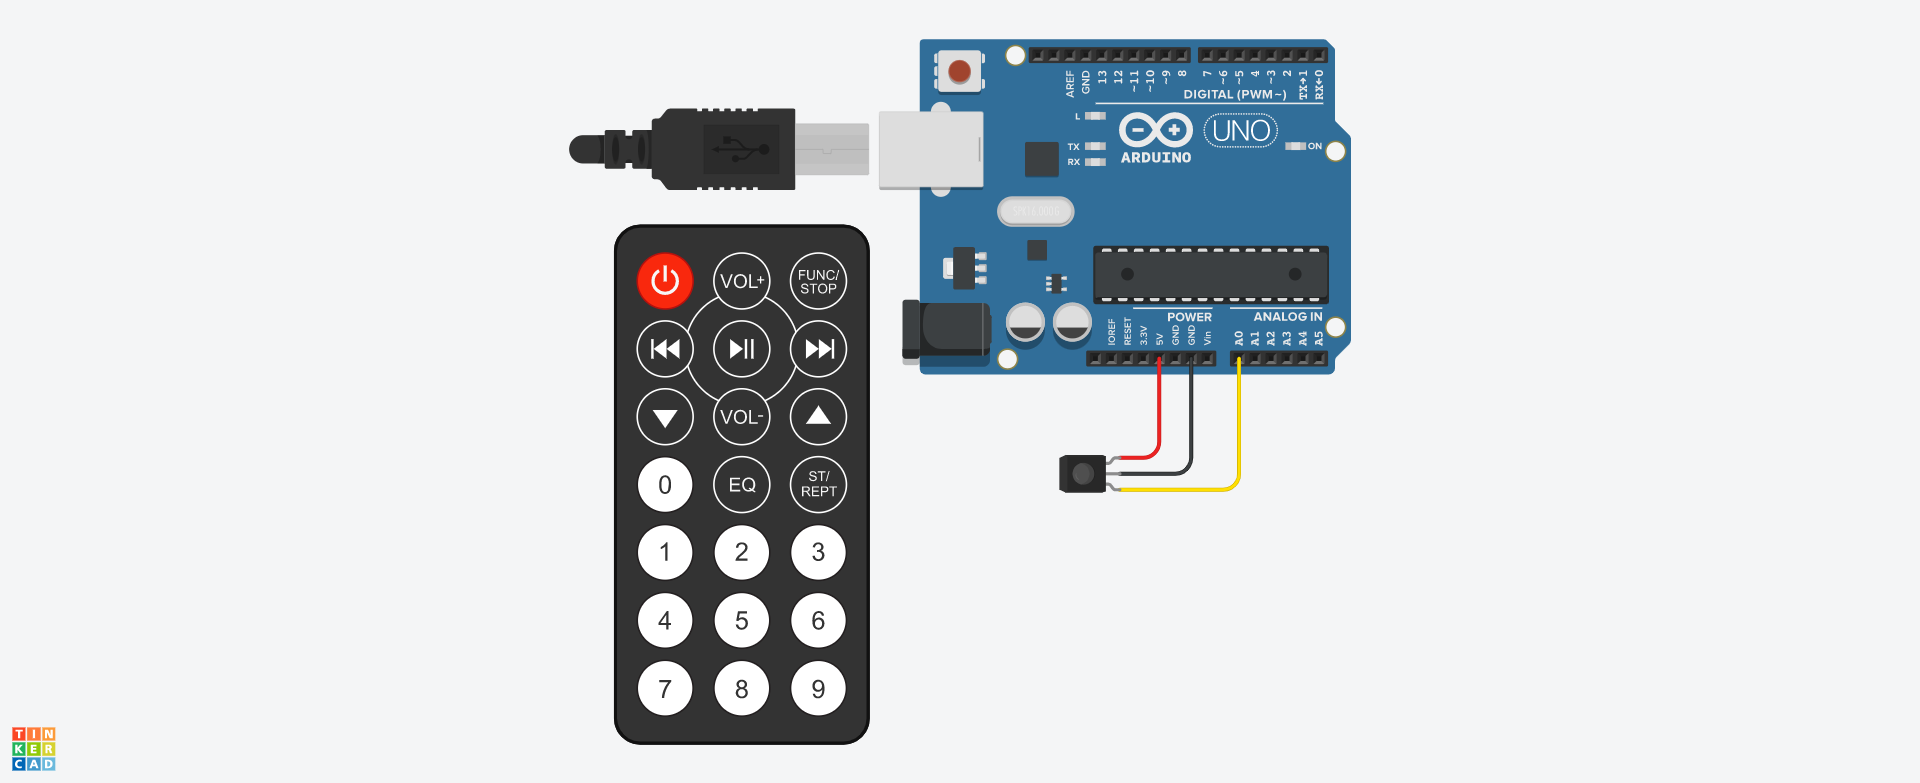 AREF
GND
13
12
~11
~10
~9
8
7
~6
~5
4
~3
2
TX→1
RX←0
DIGITAL (PWM~)
L
TX
RX
ARDUINO
UNO
ON
POWER
ANALOG IN
IOREF
RESET
3.3V
5V
GND
GND
Vin
A0
A1
A2
A3
A4
A5
VOL+
FUNC/
STOP
VOL-
0
EQ
ST/
REPT
1 2 3
4 5 6
7 8 9
TIN
KER
CAD